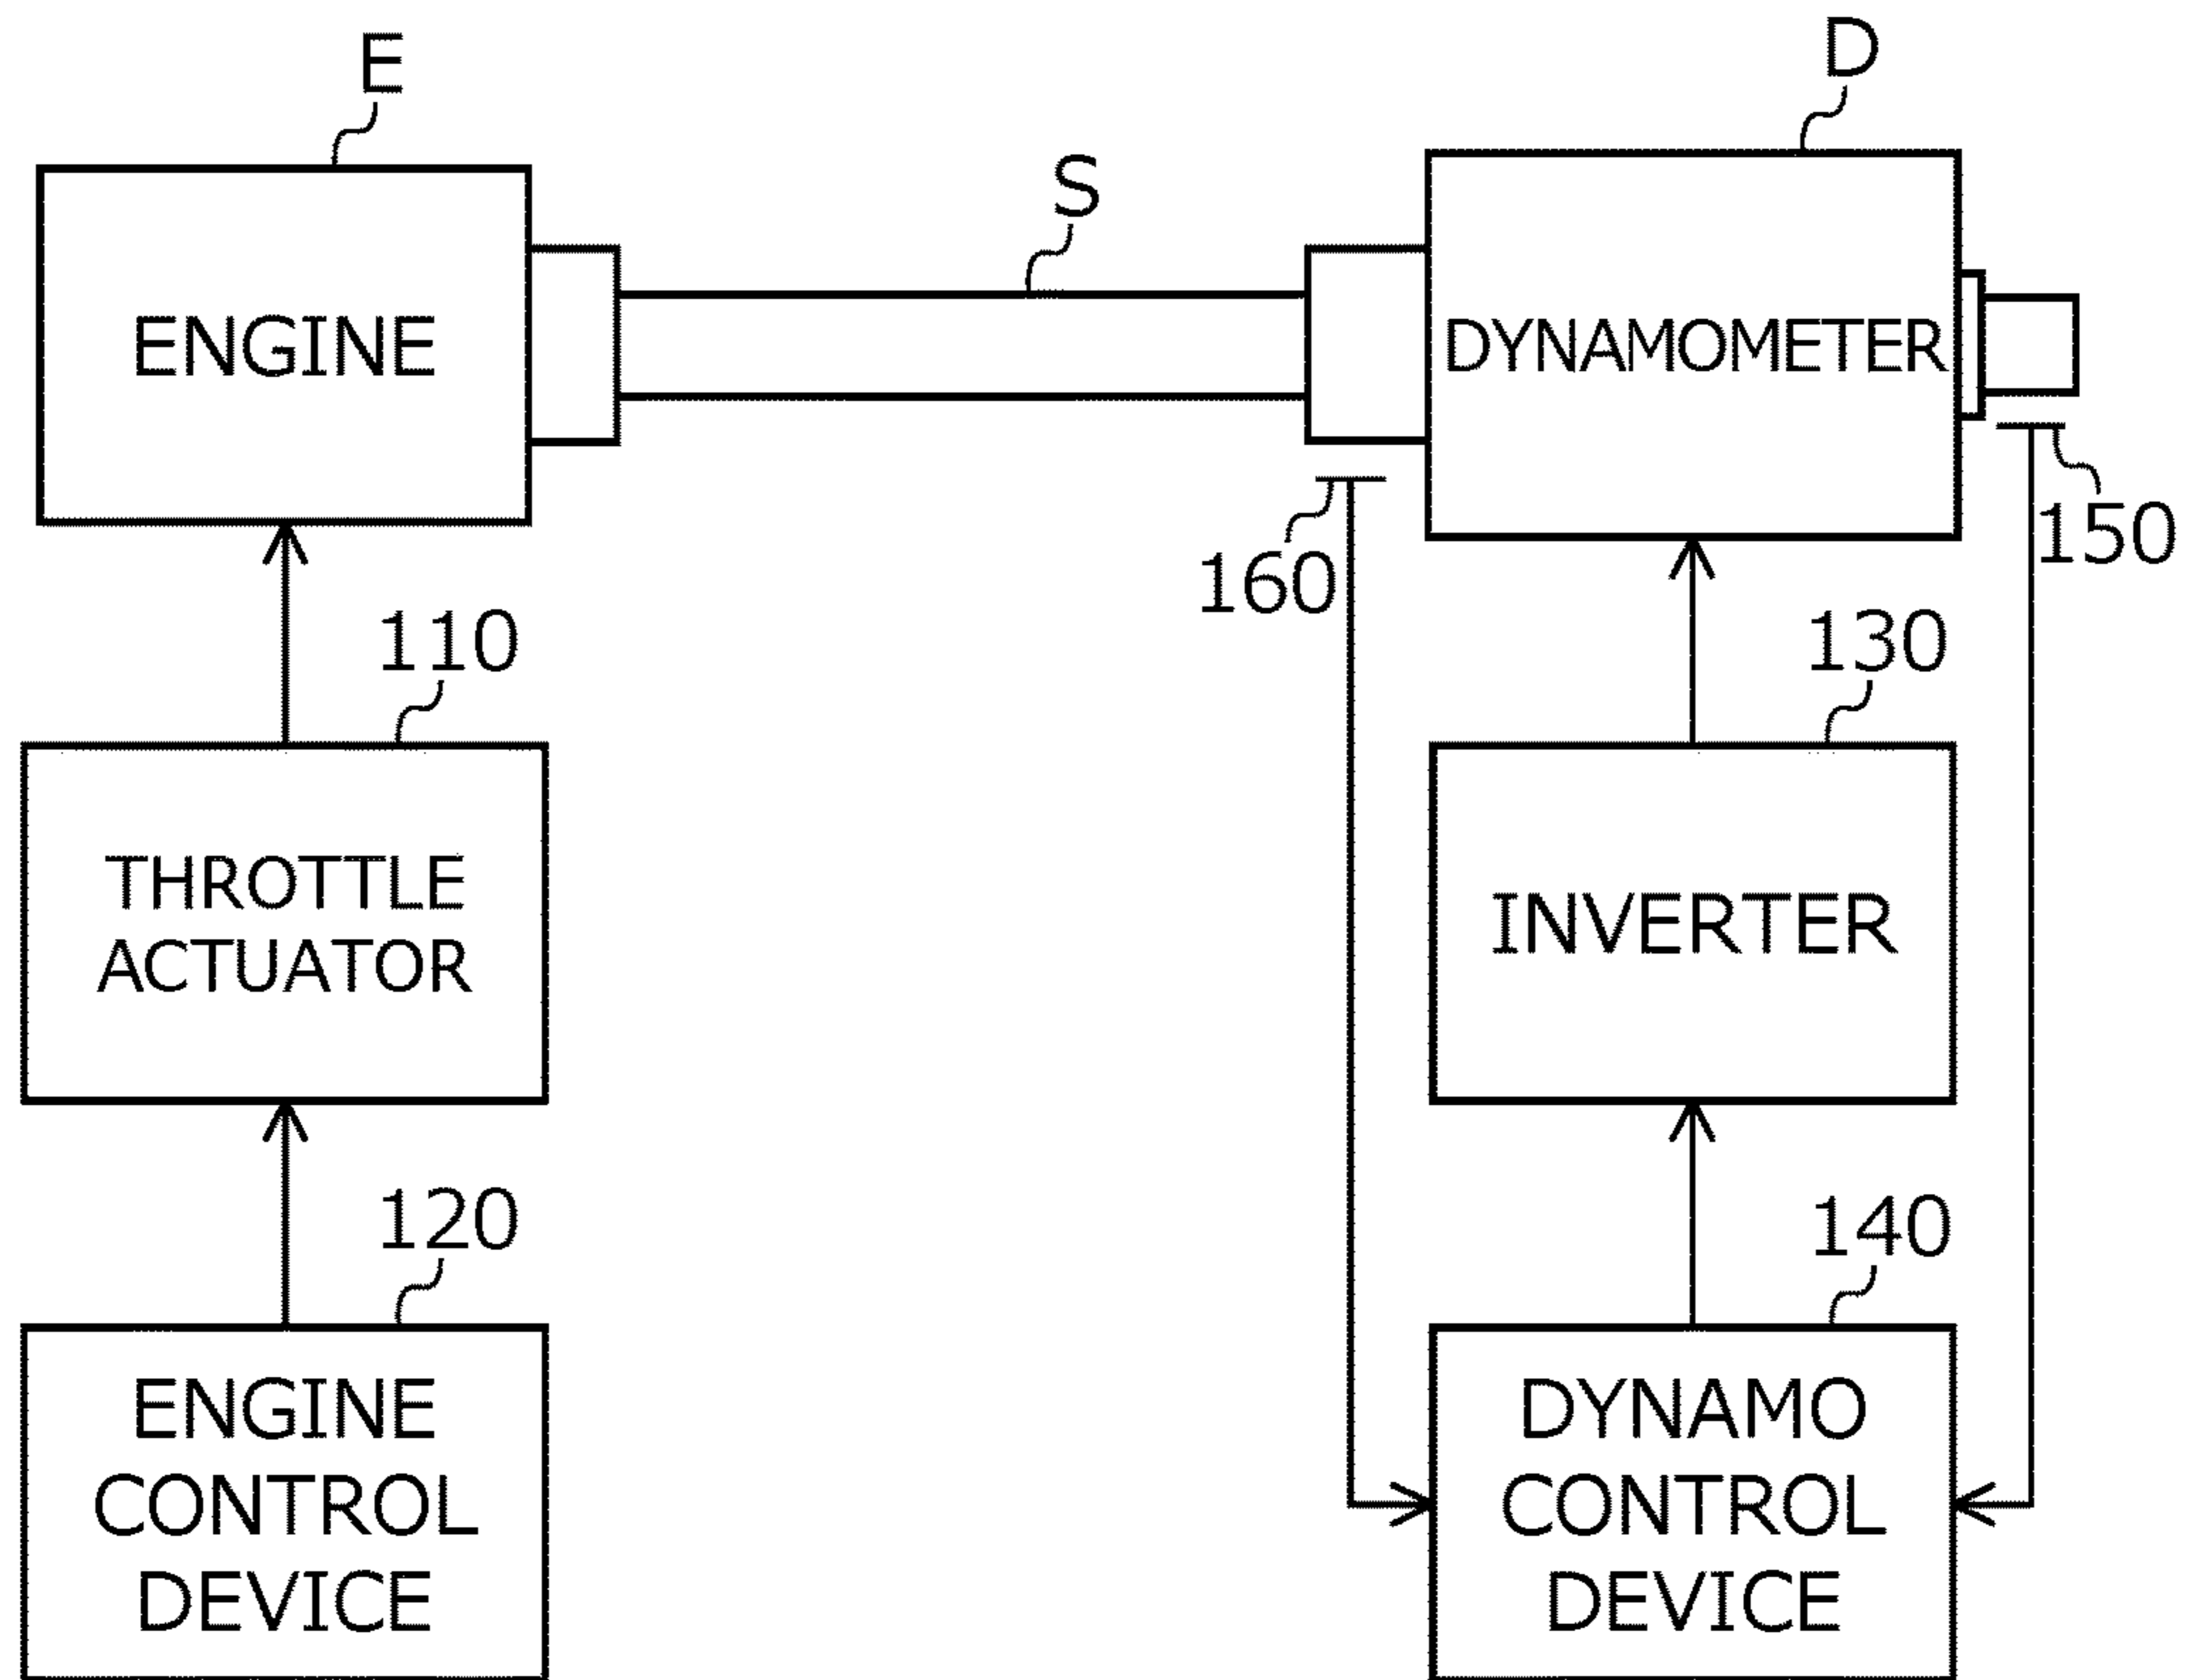 E
D
S
ENGINE
DYNAMOMETER
150
160
110
130
THROTTLE
ACTUATOR
INVERTER
120
140
ENGINE
CONTROL
DEVICE
DYNAMO
CONTROL
DEVICE